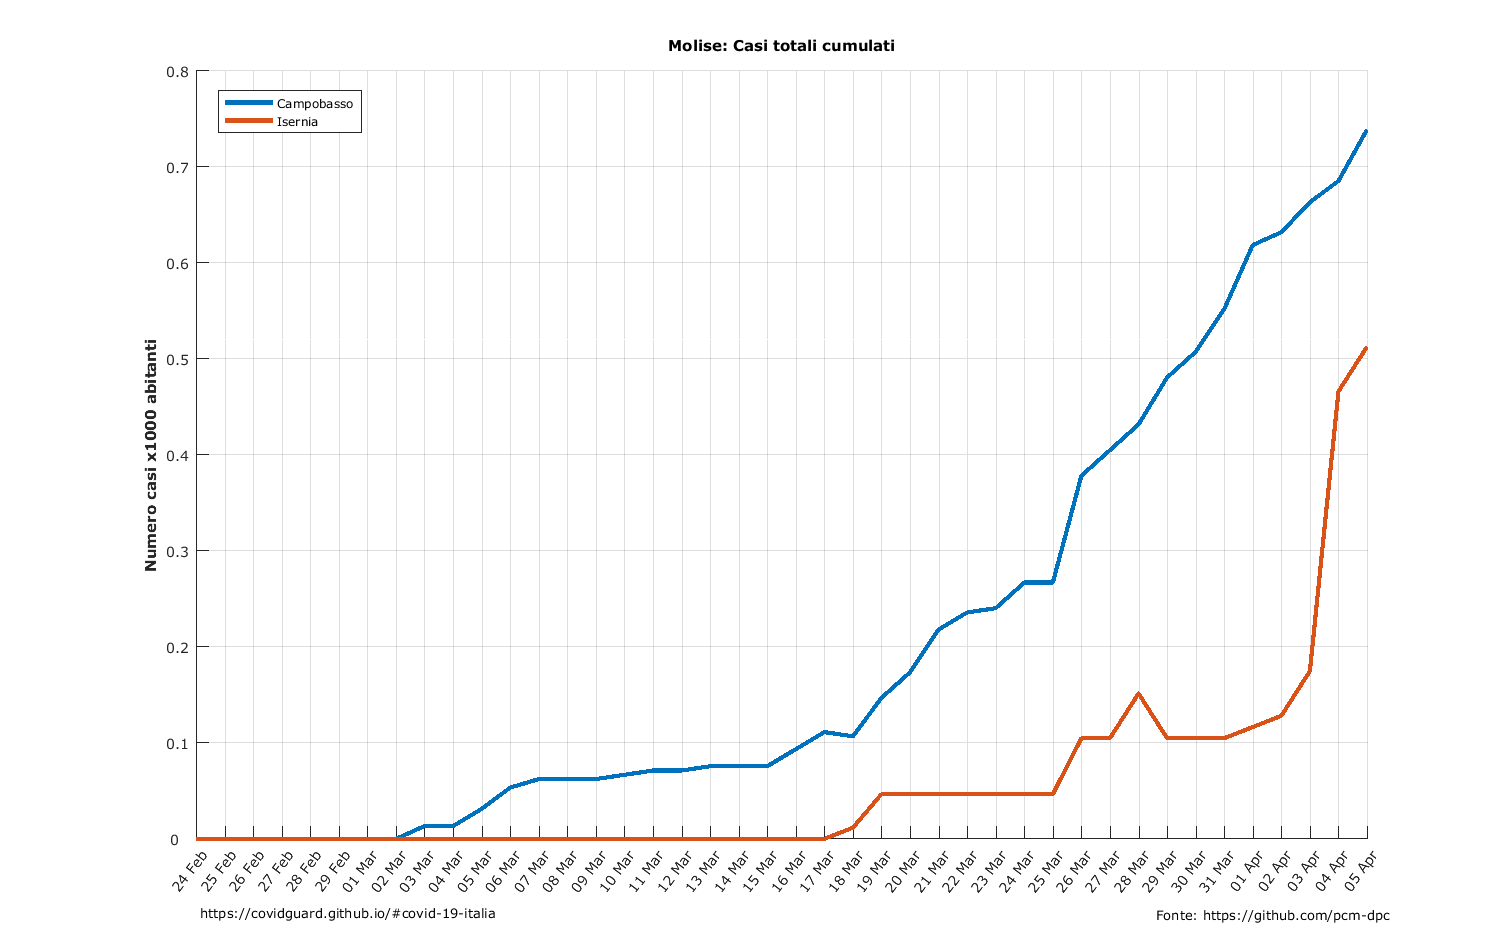 Molise: Casi totali cumulati
Campobasso
Isernia
Numero casi x1000 abitanti
0.8
0.7
0.6
0.5
0.4
0.3
0.2
0.1
0
24 Feb
25 Feb
26 Feb
27 Feb
28 Feb
29 Feb
01 Mar
02 Mar
03 Mar
04 Mar
05 Mar
06 Mar
07 Mar
08 Mar
09 Mar
10 Mar
11 Mar
12 Mar
13 Mar
14 Mar
15 Mar
16 Mar
17 Mar
18 Mar
19 Mar
20 Mar
21 Mar
22 Mar
23 Mar
24 Mar
25 Mar
26 Mar
27 Mar
28 Mar
29 Mar
30 Mar
31 Mar
01 Apr
02 Apr
03 Apr
04 Apr
05 Apr
https://covidguard.github.io/#covid-19-italia
Fonte: https://github.com/pcm-dpc